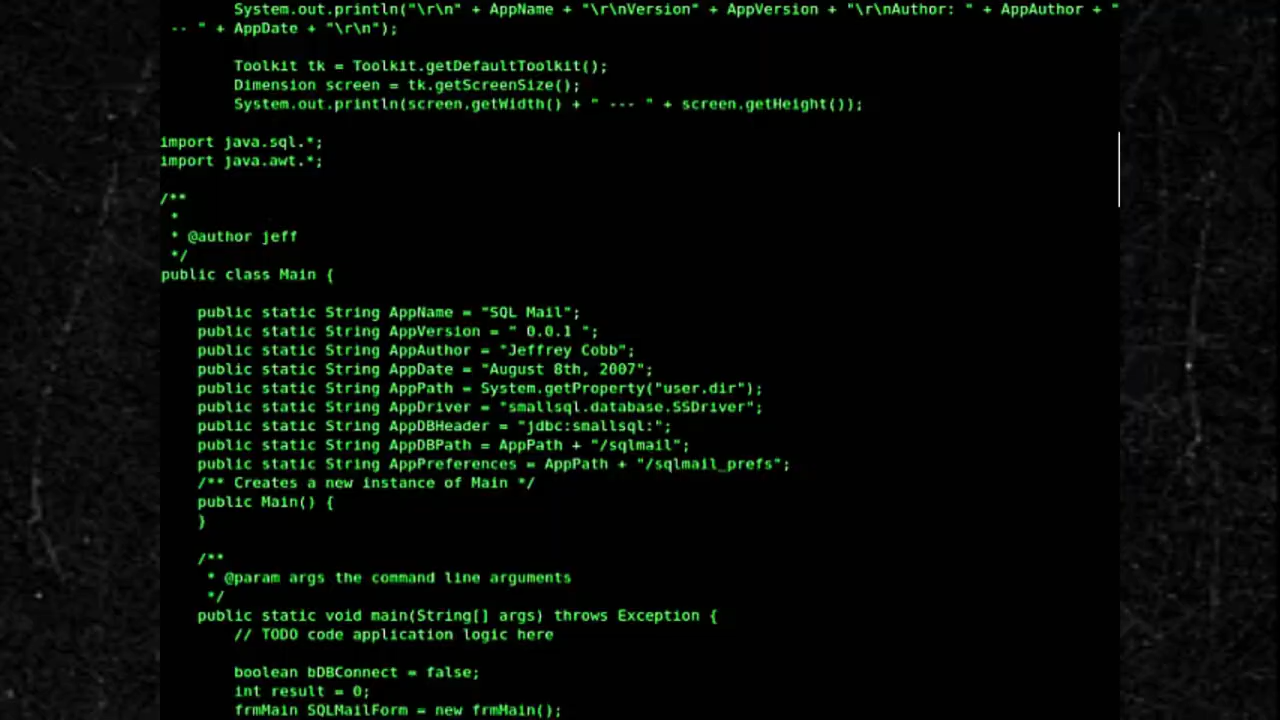 System.out.println("\r\n" + AppName + "\r\nVersion" + AppVersion + "\r\nAuthor: " + AppAuthor + "
-- " + AppDate + "\r\n");
Toolkit tk = Toolkit.getDefaultToolkit();
Dimension screen = tk.getScreenSize();
System.out.println(screen.getWidth() + " --- " + screen.getHeight());
import java.sql.*;
import java.awt.*;
/**
*
* @author jeff
*/
public class Main {
public static String AppName = "SQL Mail";
public static String AppVersion = " 0.0.1 ";
public static String AppAuthor = "Jeffrey Cobb";
public static String AppDate = "August 8th, 2007";
public static String AppPath = System.getProperty("user.dir");
public static String AppDriver = "smallsql.database.SSDriver";
public static String AppDBHeader = "jdbc:smallsql:";
public static String AppDBPath = AppPath + "/sqlmail";
public static String AppPreferences = AppPath + "/sqlmail_prefs";
/** Creates a new instance of Main */
public Main() {
}
/**
* @param args the command line arguments
*/
public static void main(String[] args) throws Exception {
// TODO code application logic here
boolean bDBConnect = false;
int result = 0;
frmMain SQLMailForm = new frmMain();